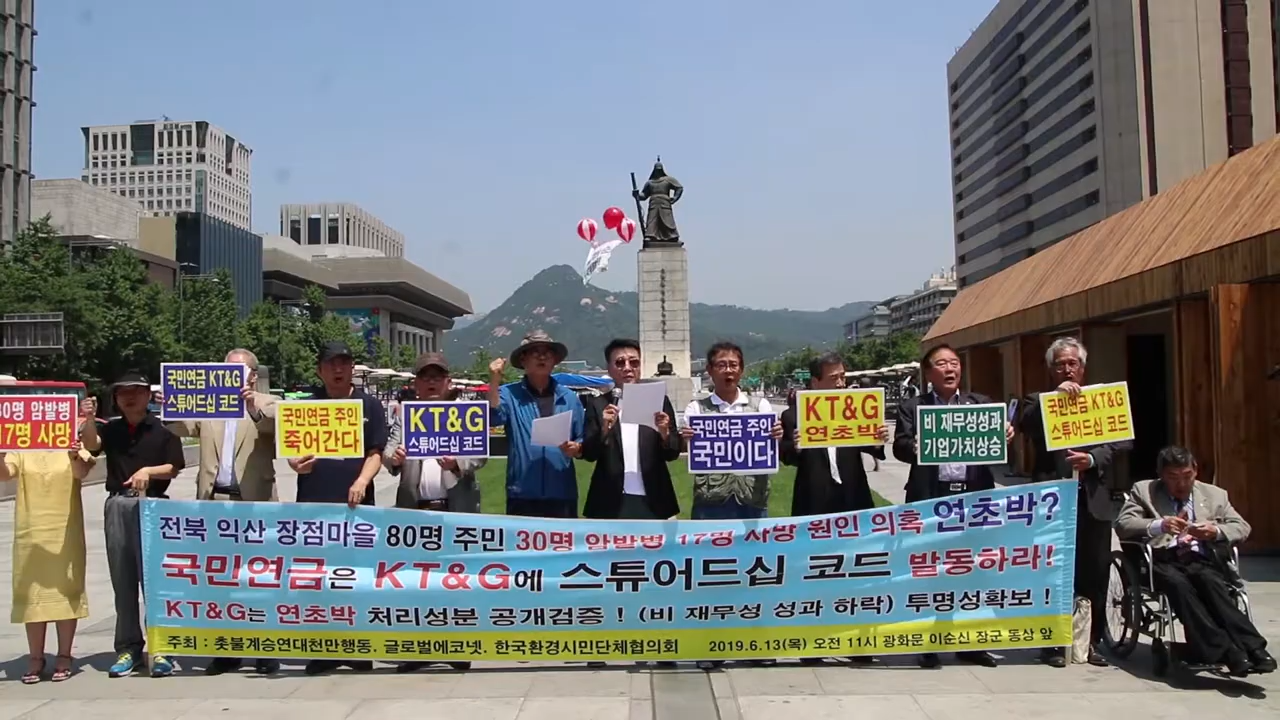 30명 암발병
17명 사망
국민연금 KT&G
스튜어드십 코드
국민연금 주인
죽어간다
KT&G
스튜어드십 코드
국민연금 주인
국민이다
KT&G
연초박
비 재무성성과
기업가치상승
국민연금 KT&G
스튜어드십 코드
전북 익산 장점마을 80명 주민 30명 암발병 17명 사망 원인 의혹 연초박?
국민연금은 KT&G에 스튜어드십 코드 발동하라!
KT&G는 연초박 처리성분 공개검증 ! (비 재무성 성과 하락) 투명성확보 !
주최 : 촛불계승연대천만행동. 글로벌에코넷. 한국환경시민단체협의회 2019.6.13(목) 오전 11시 광화문 이순신 장군 동상 앞